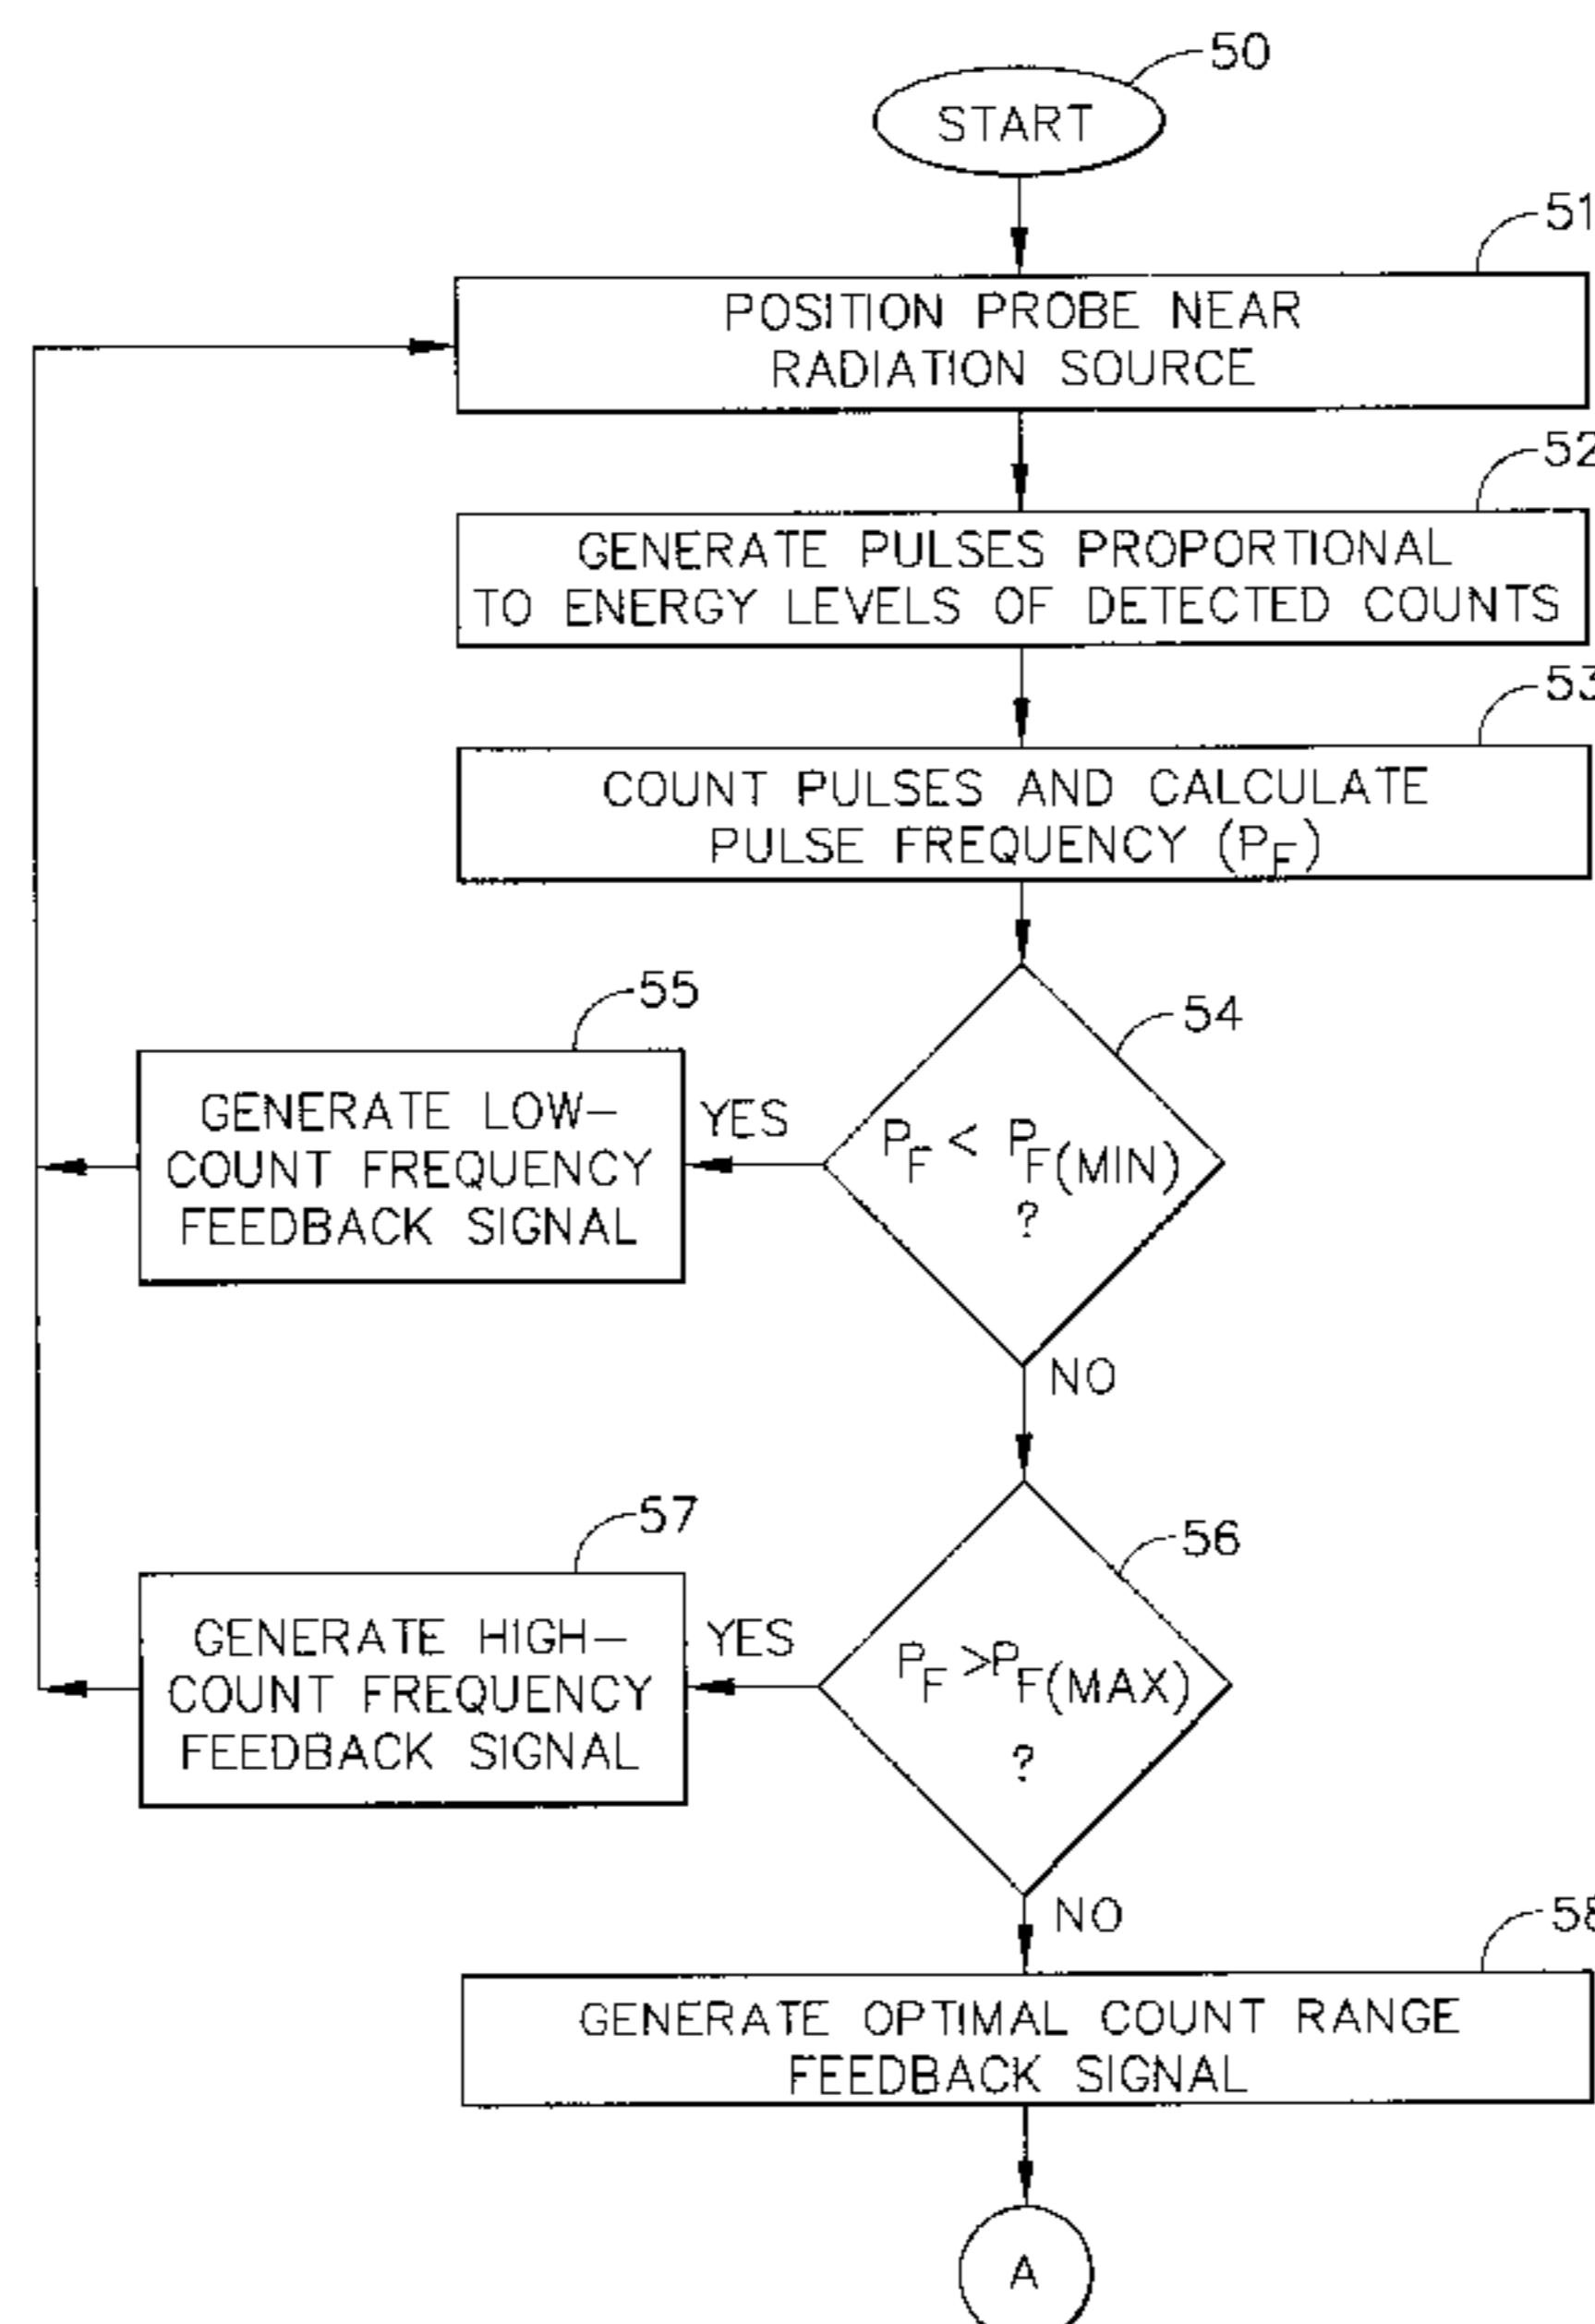 50
START
51
POSITION PROBE NEAR
RADIATION SOURCE
52
GENERATE PULSES PROPORTIONAL
TO ENERGY LEVELS OF DETECTED COUNTS
53
COUNT PULSES AND CALCULATE
PULSE FREQUENCY (PF)
54
PF < PF(MIN)
?
YES
55
GENERATE LOW-
COUNT FREQUENCY
FEEDBACK SIGNAL
NO
56
PF >PF(MAX)
?
YES
57
GENERATE HIGH-
COUNT FREQUENCY
FEEDBACK SIGNAL
NO
58
GENERATE OPTIMAL COUNT RANGE
FEEDBACK SIGNAL
A